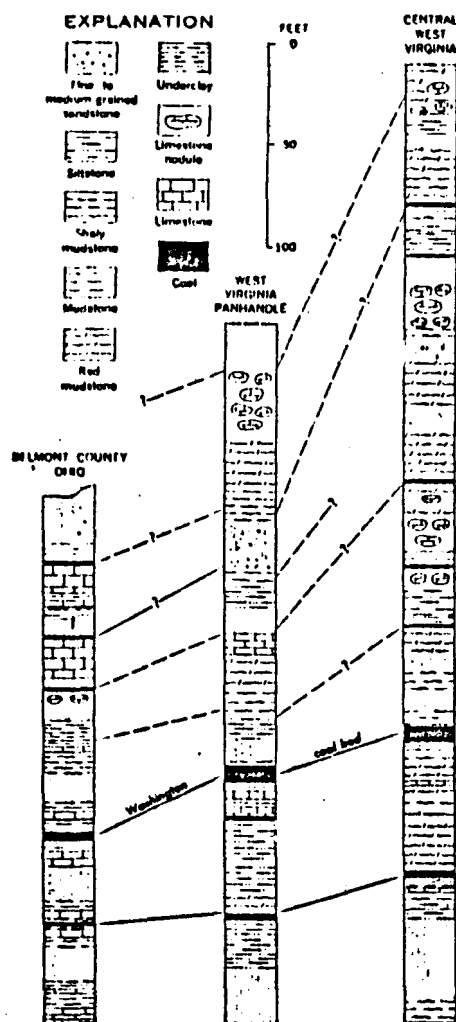 EXPLANATION
Fine to
medium grained
sandstone
Siltstone
Shaly
mudstone
Mudstone
Red
mudstone
Underclay
Limestone
nodule
Limestone
Coal
FEET
0
50
100
CENTRAL
WEST
VIRGINIA
WEST
VIRGINIA
PANHANDLE
BELMONT COUNTY
OHIO
?
?
?
?
?
?
?
?
?
Washington
coal bed